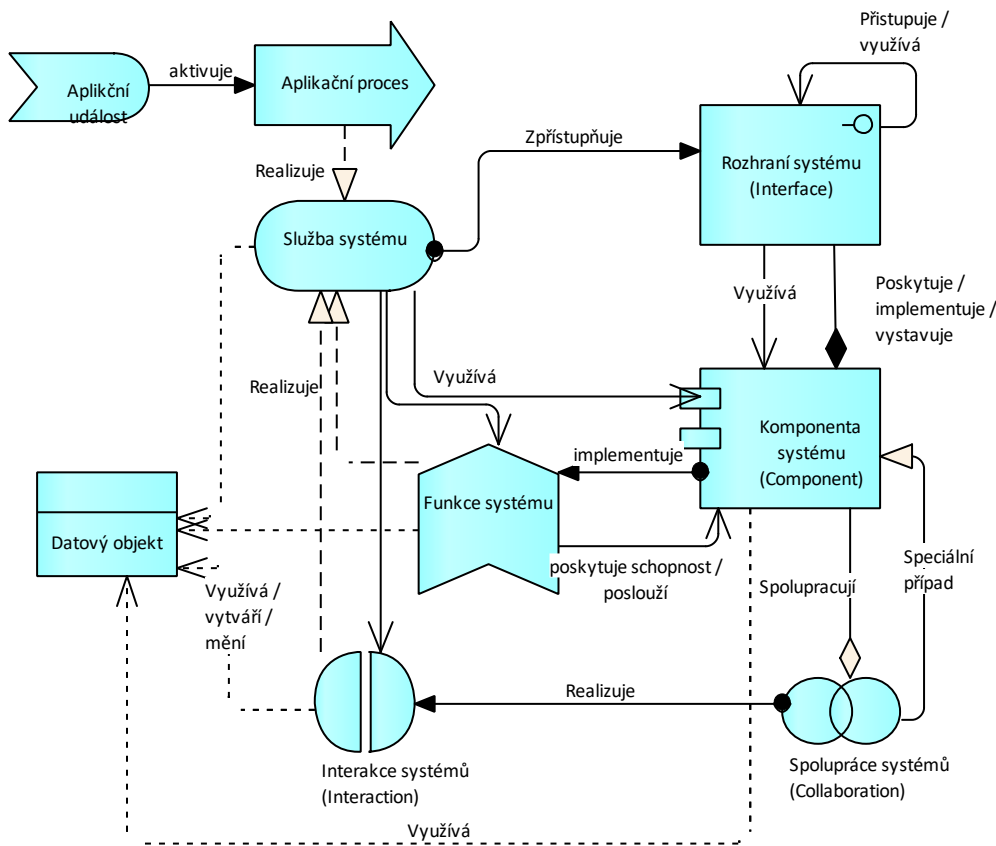 Přistupuje /
využívá
aktivuje
Aplikční
událost
Aplikační proces
Zpřístupňuje
Rozhraní systému
(Interface)
Realizuje
Služba systému
Využívá
Poskytuje /
implementuje /
vystavuje
Realizuje
Využívá
Komponenta
systému
(Component)
implementuje
Funkce systému
Datový objekt
poskytuje schopnost /
poslouží
Využívá /
vytváří /
mění
Spolupracují
Speciální
případ
Realizuje
Interakce systémů
(Interaction)
Spolupráce systémů
(Collaboration)
Využívá